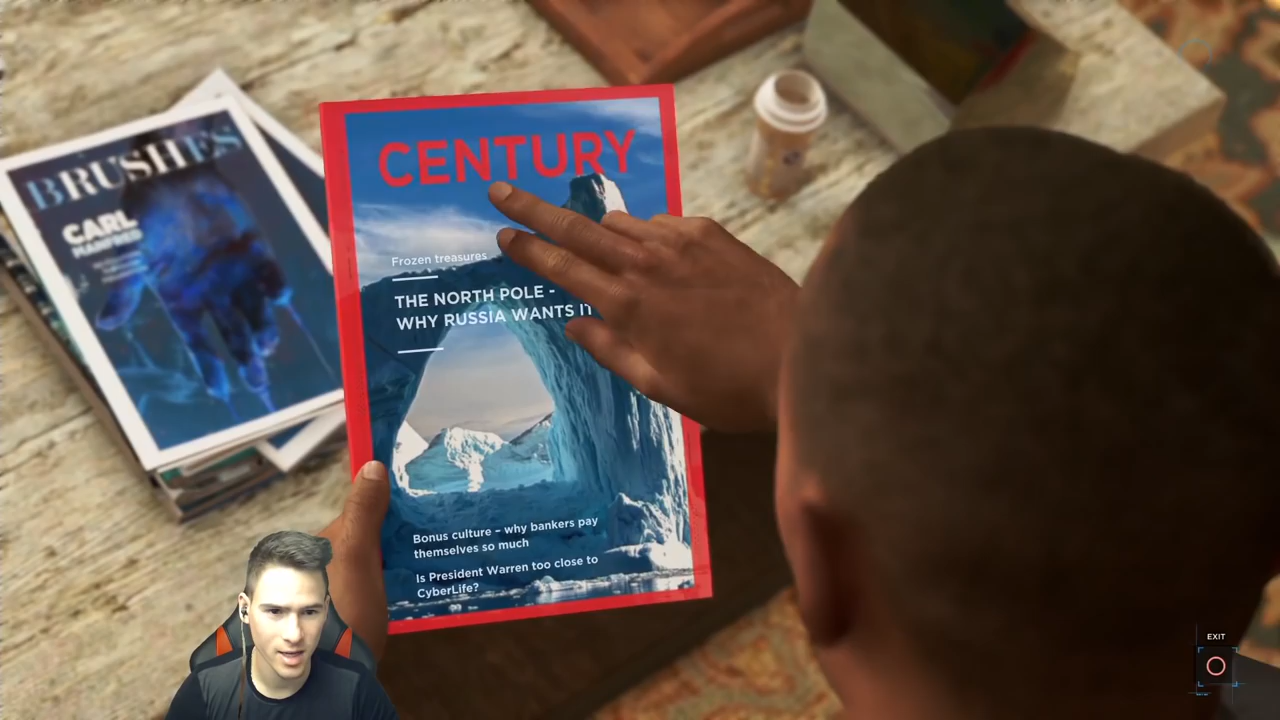 BRUSHES
CARL
MANFRED
CENTURY
Frozen treasures
THE NORTH POLE -
WHY RUSSIA WANTS IT
Bonus culture – why bankers pay
themselves so much
Is President Warren too close to
CyberLife?
EXIT